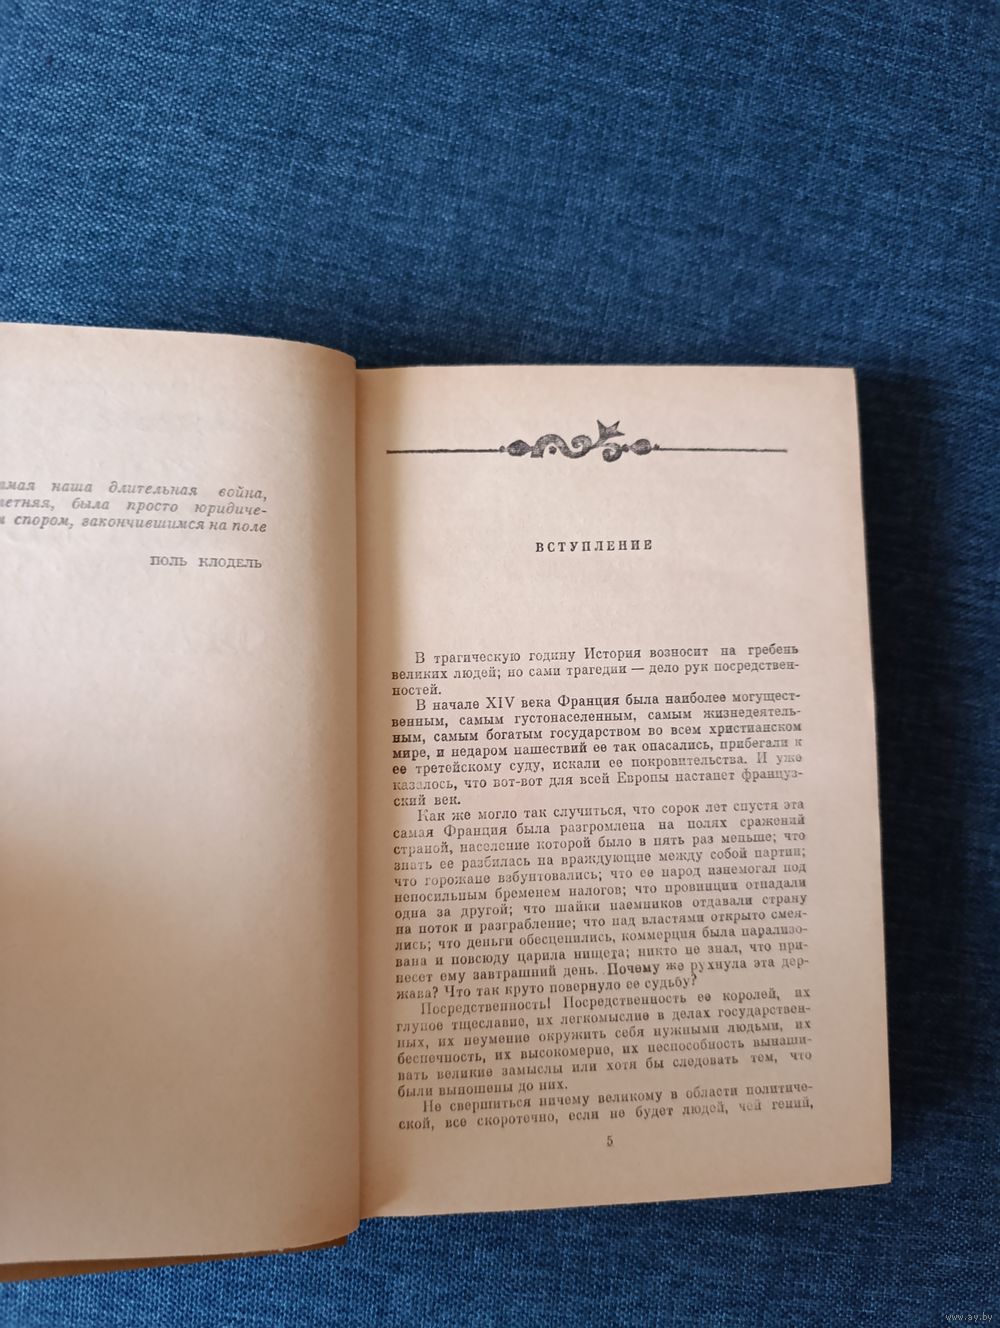 наша длительная война,
была просто юридиче-
спором, закончившимся на поле
ПОЛЬ КЛОДЕЛЬ
ВСТУПЛЕНИЕ
В трагическую годину История возносит на гребень
великих людей; но сами трагедии — дело рук посредствен-
ностей.
В начале XIV века Франция была наиболее могущест-
венным, самым густонаселенным, самым жизнедеятель-
ным, самым богатым государством во всем христианском
мире, и недаром нашествий ее так опасались, прибегали к
ее третейскому суду, искали ее покровительства. И уже
казалось, что вот-вот для всей Европы настанет француз-
ский век.
Как же могло так случиться, что сорок лет спустя эта
самая Франция была разгромлена на полях сражений
страной, население которой было в пять раз меньше; что
знать ее разбилась на враждующие между собой партии;
что горожане взбунтовались; что ее народ изнемогал под
непосильным бременем налогов; что провинции отпадали
одна за другой; что шайки наемников отдавали страну
на поток и разграбление; что над властями открыто смея-
лись; что деньги обесценились, коммерция была парализо-
вана и повсюду царила нищета; никто не знал, что при-
несет ему завтрашний день. Почему же рухнула эта дер-
жава? Что так круто повернуло ее судьбу?
Посредственность! Посредственность ее королей, их
глупое тщеславие, их легкомыслие в делах государствен-
ных, их неумение окружить себя нужными людьми, их
беспечность, их высокомерие, их неспособность вынаши-
вать великие замыслы или хотя бы следовать тем, что
были выношены до них.
Не свершиться ничему великому в области политиче-
ской, все скоротечно, если не будет людей, чей гений,
5
www.ay.by